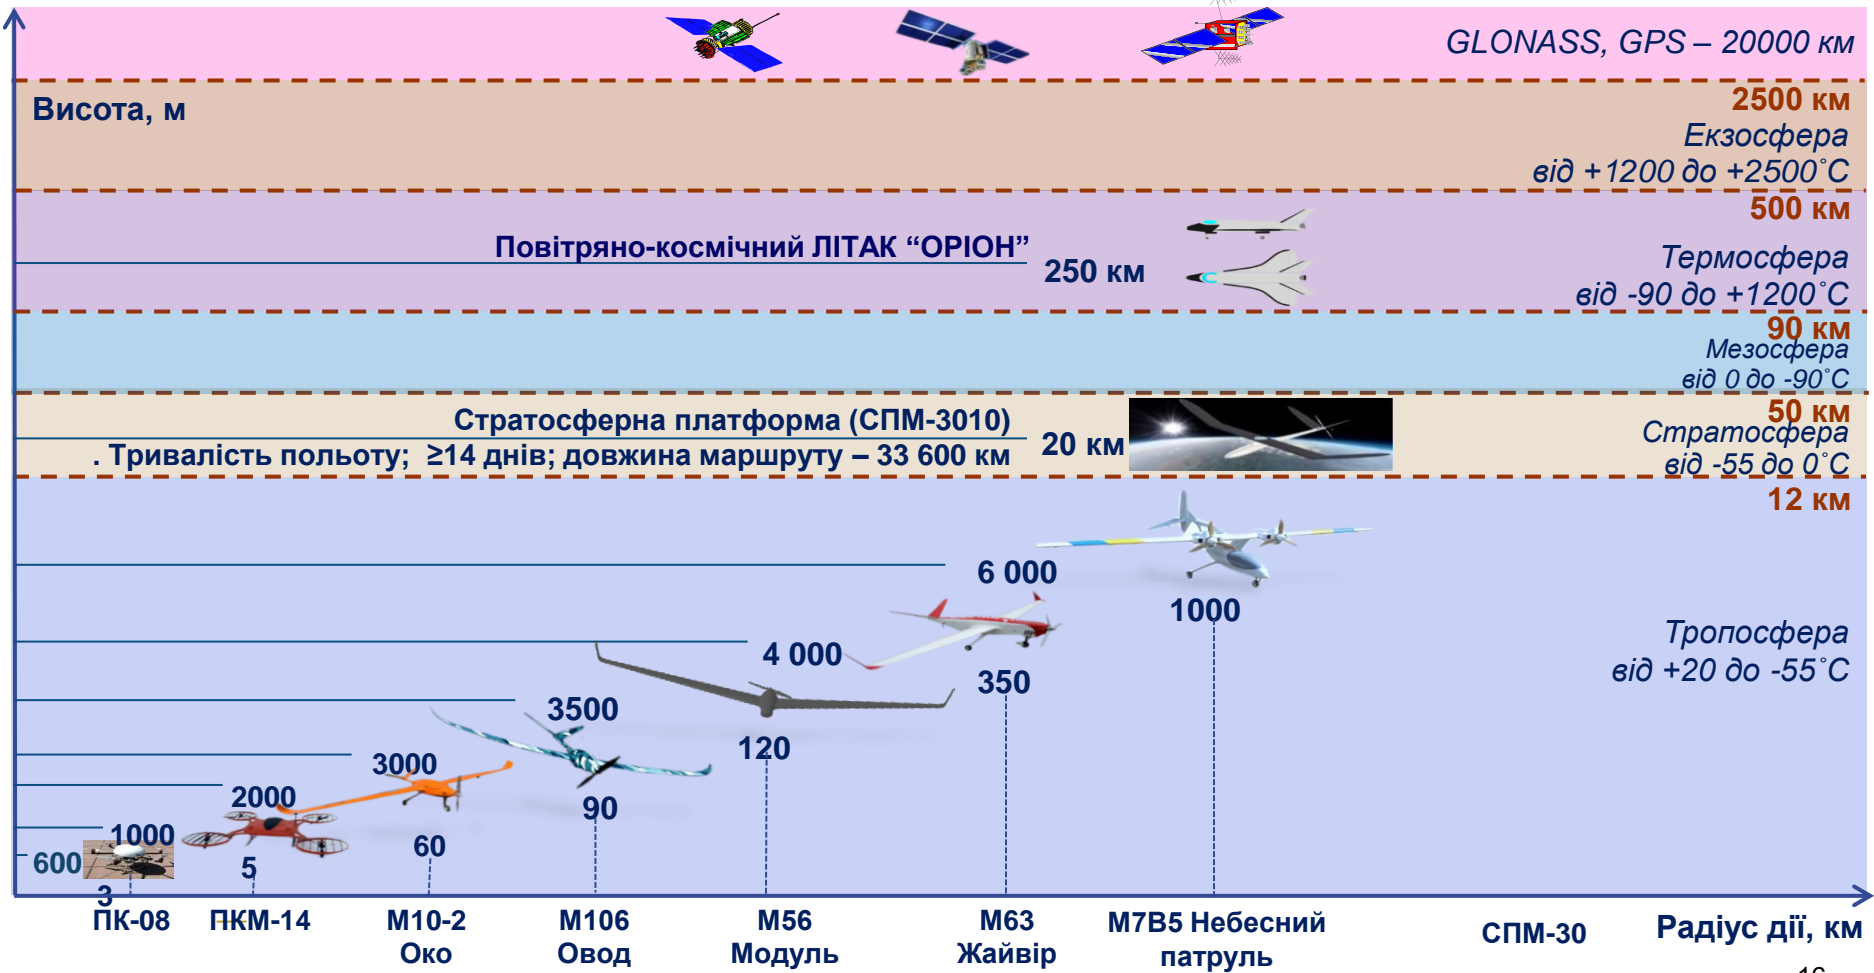 GLONASS, GPS – 20000 км
Висота, м
2500 км
Екзосфера
від +1200 до +2500˚С
500 км
Повітряно-космічний ЛІТАК “ОРІОН”
250 км
Термосфера
від -90 до +1200˚С
90 км
Мезосфера
від 0 до -90˚С
50 км
Стратосферна платформа (СПМ-3010)
. Тривалість польоту; ≥14 днів; довжина маршруту – 33 600 км
20 км
Стратосфера
від -55 до 0˚С
12 км
6 000
1000
Тропосфера
від +20 до -55˚С
4 000
350
3500
120
3000
90
2000
60
1000
5
600
3
ПК-08
ПКМ-14
М10-2
Око
М106
Овод
М56
Модуль
М63
Жайвір
М7В5 Небесний
патруль
СПМ-30
Радіус дії, км